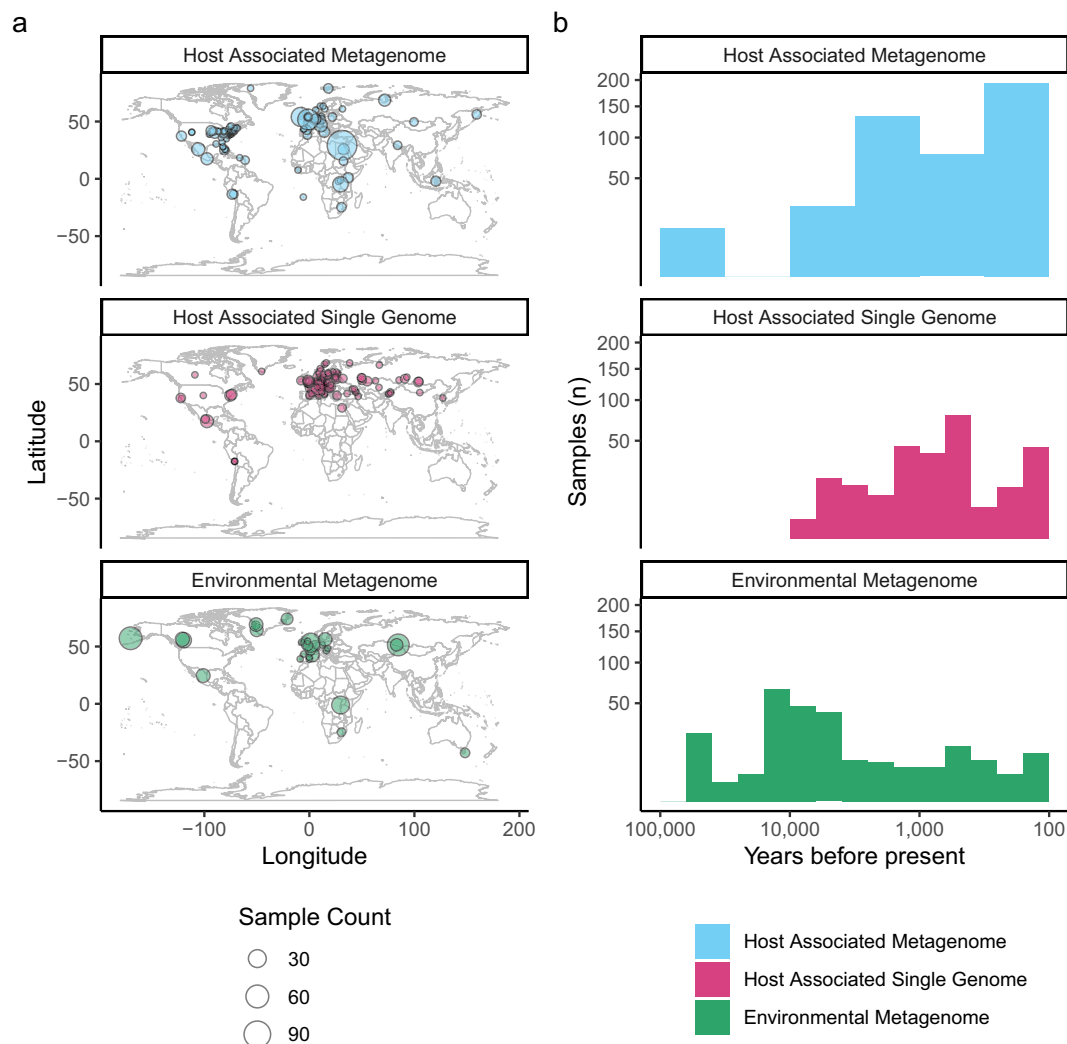 a
b
Host Associated Metagenome
50
0
−50
Host Associated Metagenome
200
150
100
50
Host Associated Single Genome
50
0
−50
Host Associated Single Genome
200
150
100
50
Environmental Metagenome
50
0
−50
Environmental Metagenome
200
150
100
50
Latitude
Samples (n)
−100 0 100 200
Longitude
100,000 10,000 1,000 100
Years before present
Sample Count
30
60
90
Host Associated Metagenome
Host Associated Single Genome
Environmental Metagenome